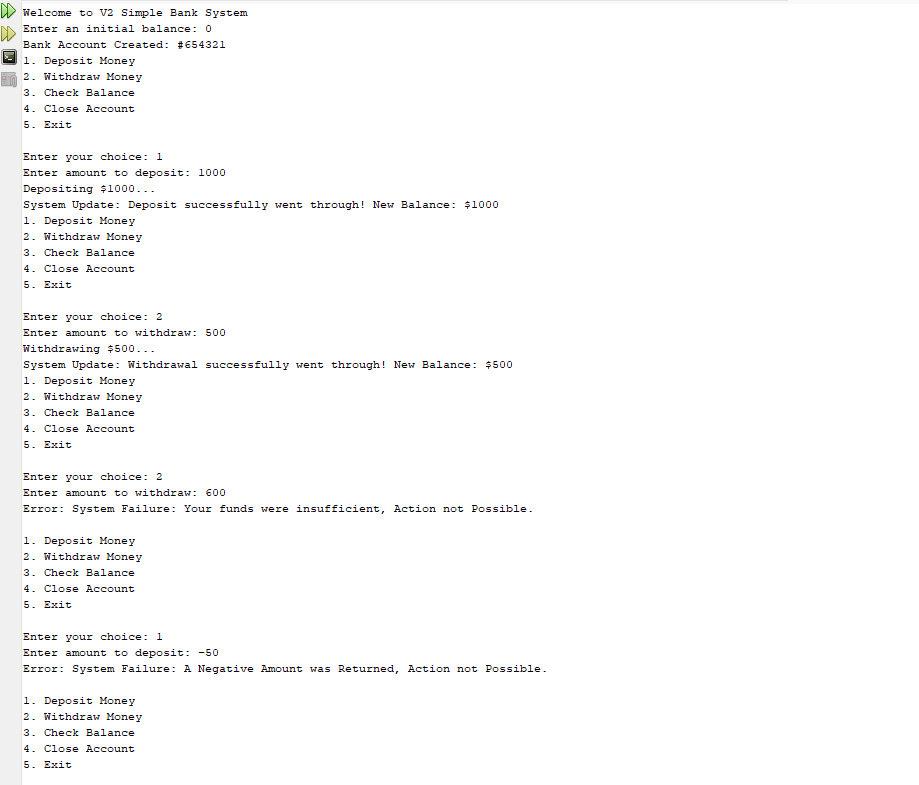 Welcome to V2 Simple Bank System
Enter an initial balance: 0
Bank Account Created: #654321
1. Deposit Money
2. Withdraw Money
3. Check Balance
4. Close Account
5. Exit
Enter your choice: 1
Enter amount to deposit: 1000
Depositing $1000...
System Update: Deposit successfully went through! New Balance: $1000
1. Deposit Money
2. Withdraw Money
3. Check Balance
4. Close Account
5. Exit
Enter your choice: 2
Enter amount to withdraw: 500
Withdrawing $500...
System Update: Withdrawal successfully went through! New Balance: $500
1. Deposit Money
2. Withdraw Money
3. Check Balance
4. Close Account
5. Exit
Enter your choice: 2
Enter amount to withdraw: 600
Error: System Failure: Your funds were insufficient, Action not Possible.
1. Deposit Money
2. Withdraw Money
3. Check Balance
4. Close Account
5. Exit
Enter your choice: 1
Enter amount to deposit: -50
Error: System Failure: A Negative Amount was Returned, Action not Possible.
1. Deposit Money
2. Withdraw Money
3. Check Balance
4. Close Account
5. Exit